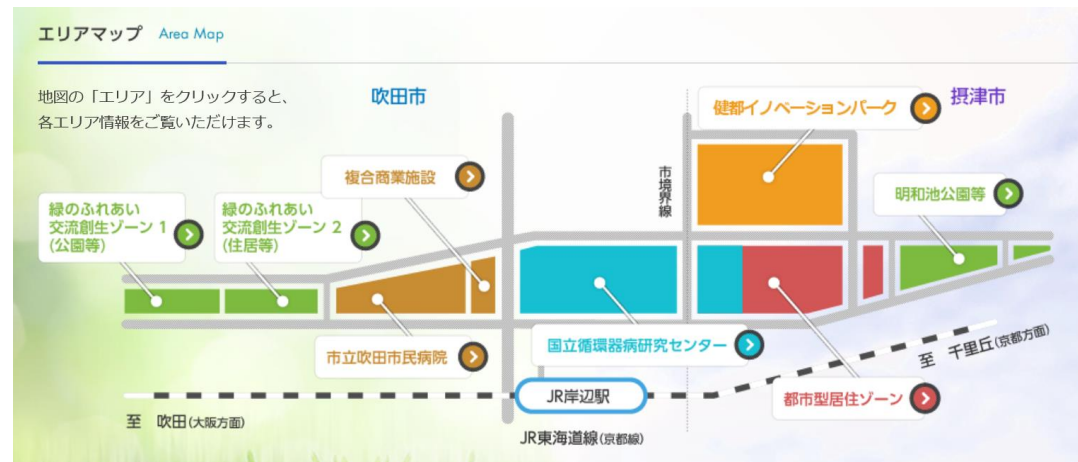 エリアマップ Area Map
地図の「エリア」をクリックすると、
各エリア情報をご覧いただけます。
吹田市
摂津市
健都イノベーションパーク
複合商業施設
市境界線
明和池公園等
緑のふれあい
交流創生ゾーン 1
(公園等)
緑のふれあい
交流創生ゾーン 2
(住居等)
市立吹田市民病院
国立循環器病研究センター
至 千里丘(京都方面)
都市型居住ゾーン
JR岸辺駅
至 吹田(大阪方面)
JR東海道線(京都線)